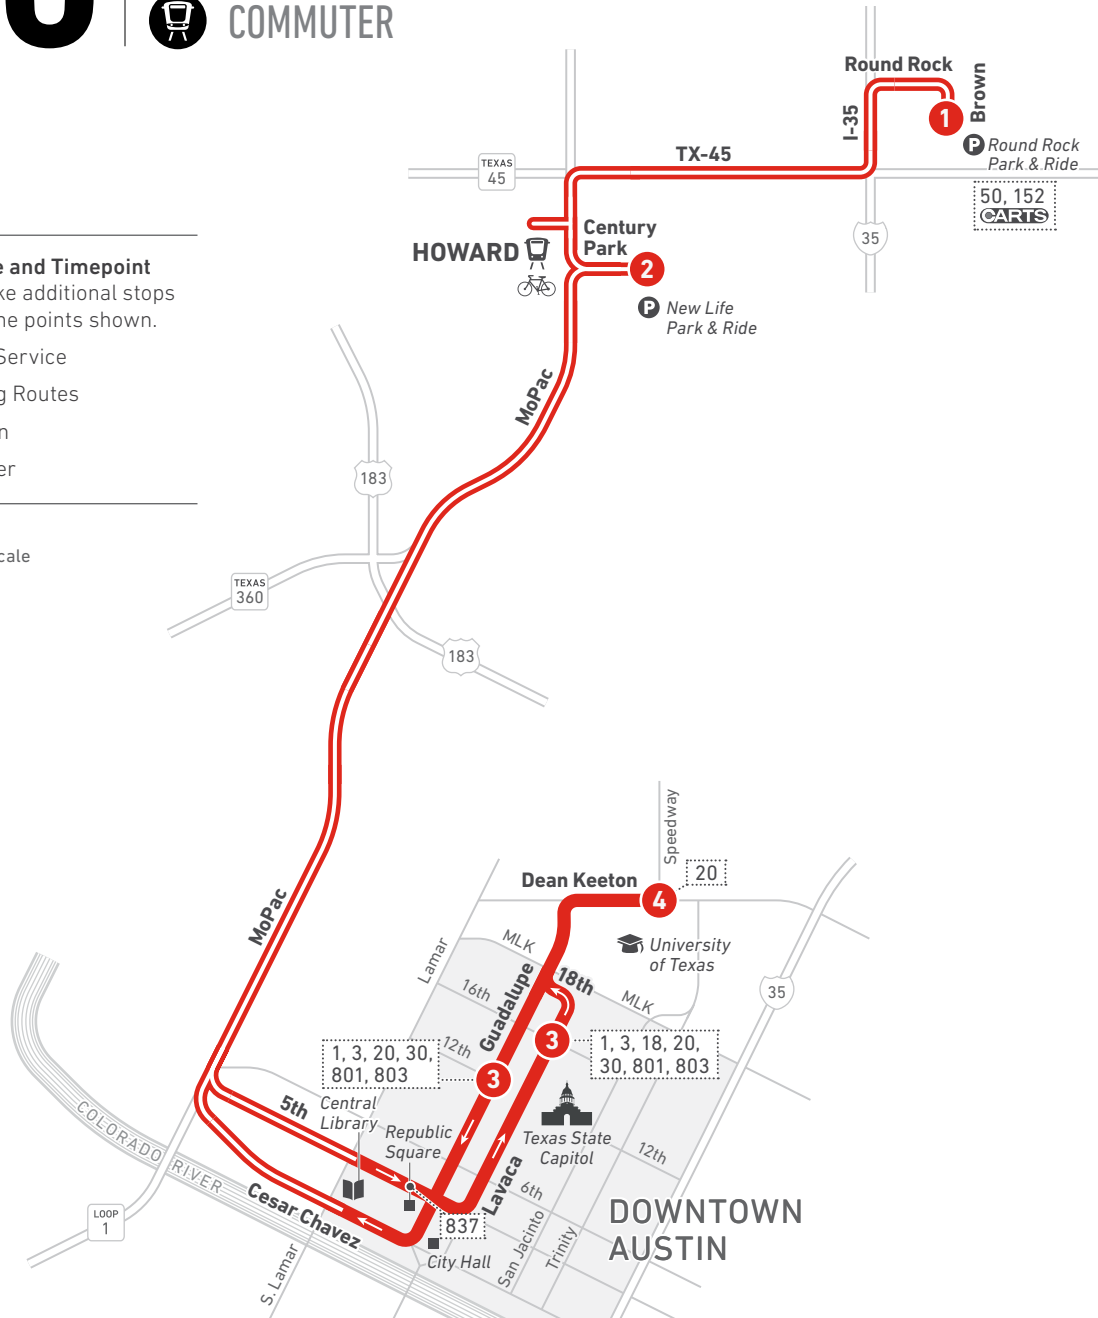 COMMUTER
Round Rock
Brown
I-35
1
P
Round Rock
Park & Ride
TX-45
TEXAS
45
50, 152
CARTS
35
Century
Park
HOWARD
2
P
New Life
Park & Ride
e and Timepoint
ke additional stops
ne points shown.
Service
g Routes
n
er
cale
MoPac
183
TEXAS
360
183
MoPac
Speedway
20
Dean Keeton
4
University
of Texas
Lamar
MLK
18th
MLK
35
16th
Guadalupe
12th
3
1, 3, 18, 20,
30, 801, 803
1, 3, 20, 30,
801, 803
3
5th
Central
Library
Republic
Square
Texas State
Capitol
12th
COLORADO RIVER
Lavaca
6th
Cesar Chavez
837
City Hall
San Jacinto
Trinity
DOWNTOWN
AUSTIN
LOOP
1
S. Lamar